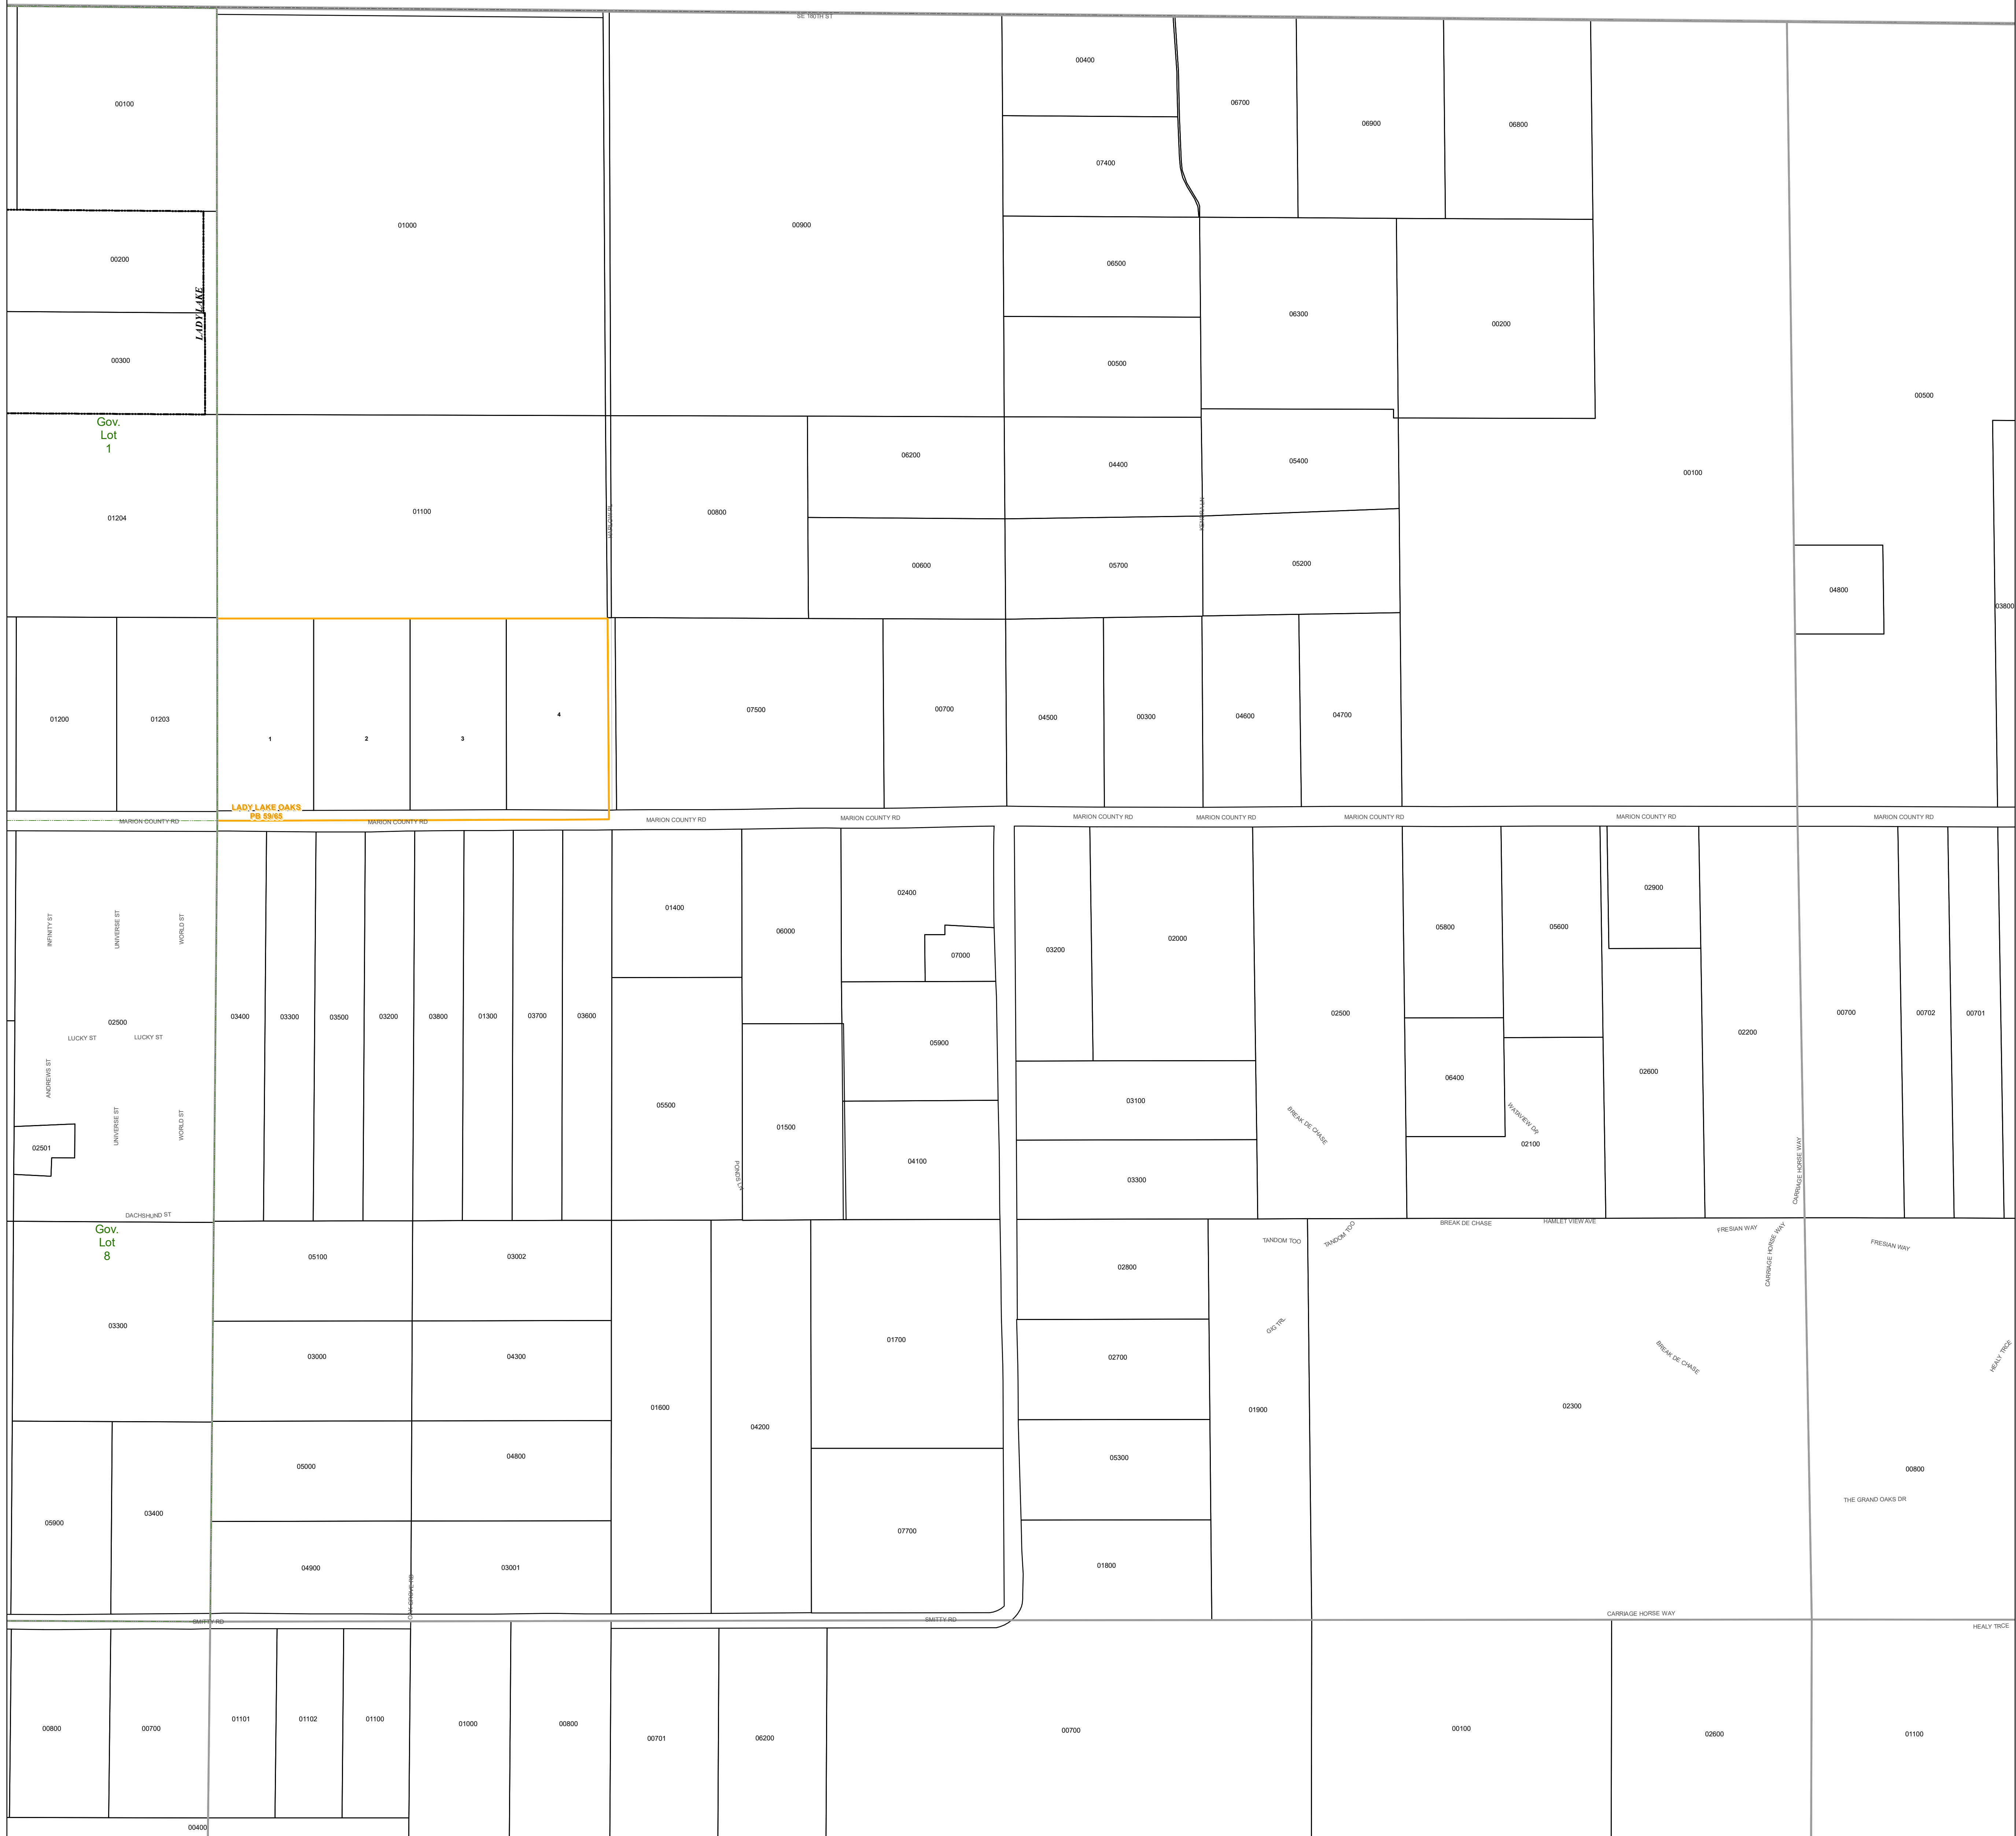 SE 180TH ST
00400
00100
06700
06900
06800
07400
01000
00900
00200
06500
LADY LAKE
06300
00200
00300
00500
00500
Gov.
Lot
1
06200
04400
05400
00100
01204
01100
00800
00600
05700
05200
04800
03800
01200
01203
1
2
3
4
07500
00700
04500
00300
04600
04700
LADY LAKE OAKS
PB 59/65
MARION COUNTY RD
MARION COUNTY RD
MARION COUNTY RD
MARION COUNTY RD
MARION COUNTY RD
MARION COUNTY RD
MARION COUNTY RD
MARION COUNTY RD
MARION COUNTY RD
02900
02400
01400
INFINITY ST
UNIVERSE ST
WORLD ST
06000
05800
05600
02000
03200
07000
02500
03400
03300
03500
03200
03800
01300
03700
03600
02500
00700
00702
00701
02200
LUCKY ST
LUCKY ST
05900
ANDREWS ST
06400
02600
05500
03100
01500
UNIVERSE ST
WORLD ST
BREAK DE CHASE
WATAVIEW DR
02100
02501
04100
PONDS LN
03300
CARRIAGE HORSE WAY
DACHSHUND ST
BREAK DE CHASE
HAMLET VIEW AVE
Gov.
Lot
8
FRESIAN WAY
TANDOM TOO
TANDOM TOO
CARRIAGE HORSE WAY
FRESIAN WAY
05100
03002
02800
03300
GIG TRL
01700
03000
04300
02700
BREAK DE CHASE
HEALY TRCE
01600
04200
01900
02300
05000
04800
05300
00800
THE GRAND OAKS DR
05900
03400
07700
04900
03001
01800
OAK GROVE RD
SMITTY RD
SMITTY RD
CARRIAGE HORSE WAY
HEALY TRCE
00800
00700
01101
01102
01100
01000
00800
00701
06200
00700
00100
02600
01100
00400